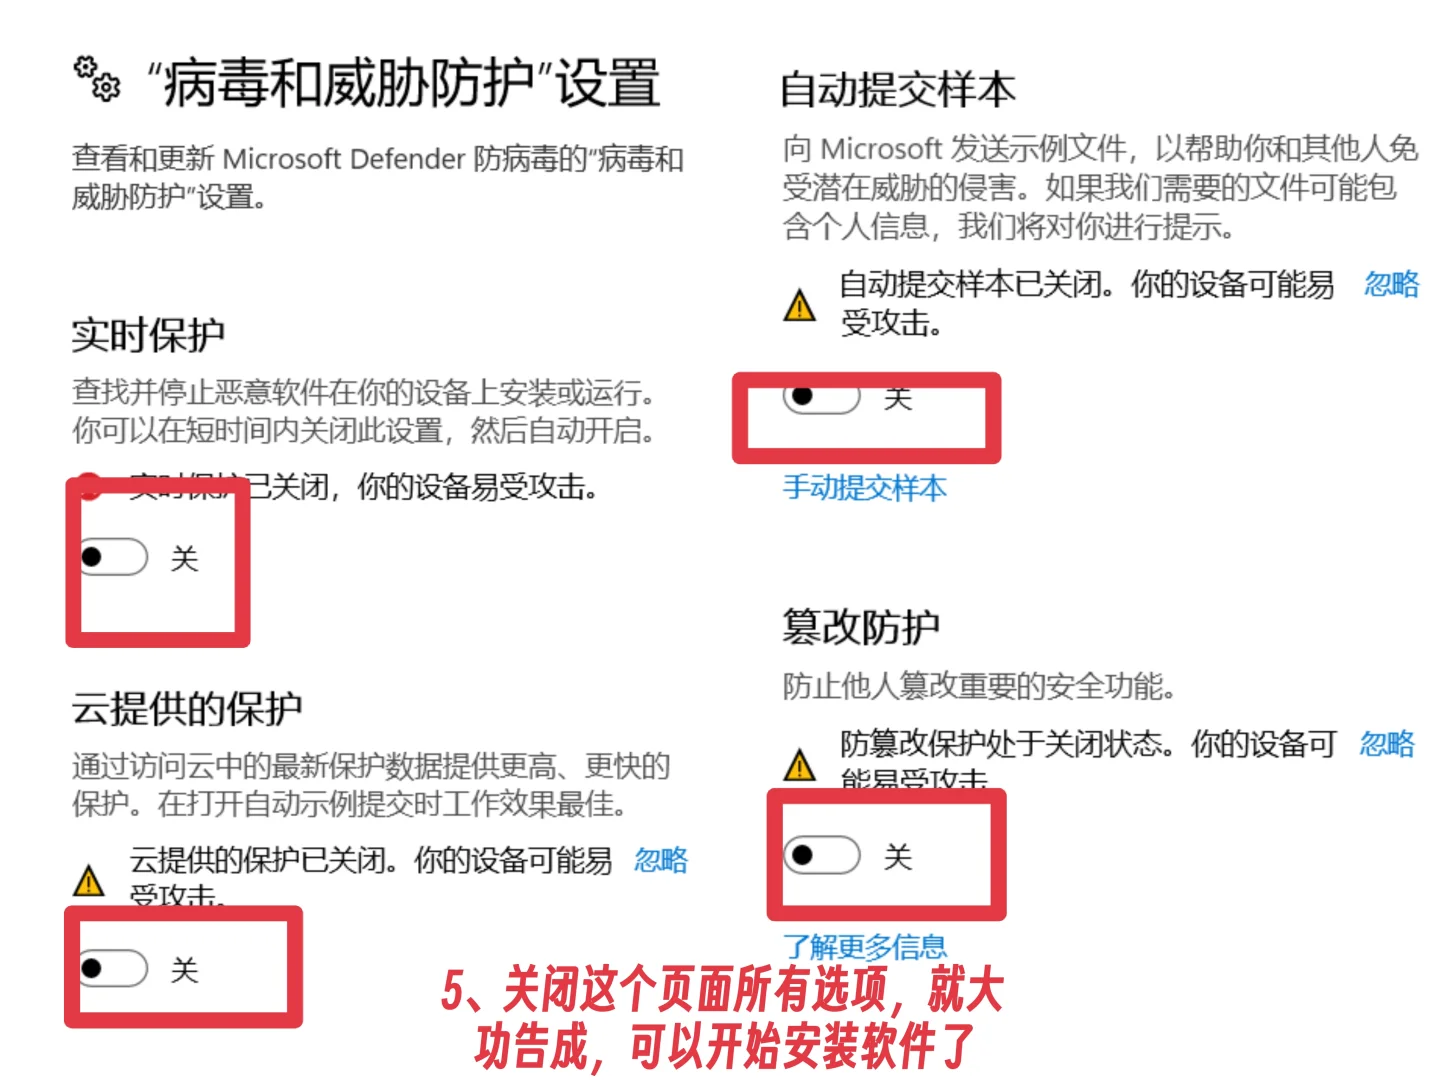 “病毒和威胁防护”设置
查看和更新 Microsoft Defender 防病毒的“病毒和
威胁防护”设置。
实时保护
查找并停止恶意软件在你的设备上安装或运行。
你可以在短时间内关闭此设置，然后自动开启。
实时保护已关闭，你的设备易受攻击。
关
云提供的保护
通过访问云中的最新保护数据提供更高、更快的
保护。在打开自动示例提交时工作效果最佳。
云提供的保护已关闭。你的设备可能易 忽略
受攻击。
关
自动提交样本
向 Microsoft 发送示例文件，以帮助你和其他人免
受潜在威胁的侵害。如果我们需要的文件可能包
含个人信息，我们将对你进行提示。
自动提交样本已关闭。你的设备可能易 忽略
受攻击。
关
手动提交样本
篡改防护
防止他人篡改重要的安全功能。
防篡改保护处于关闭状态。你的设备可 忽略
能易受攻击
关
了解更多信息
5、关闭这个页面所有选项，就大
功告成，可以开始安装软件了